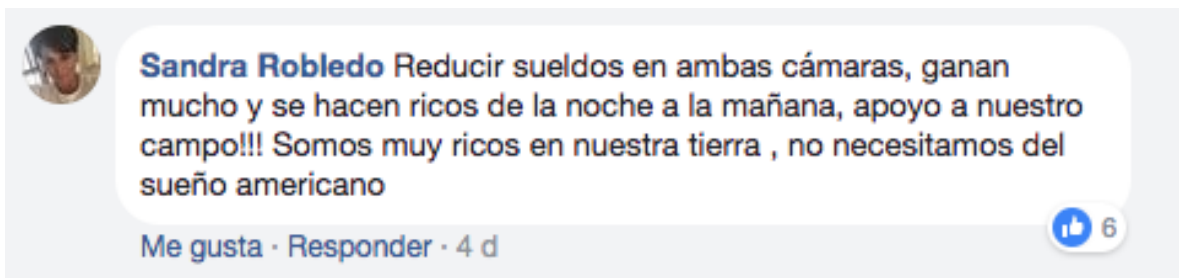 Sandra Robledo Reducir sueldos en ambas cámaras, ganan
mucho y se hacen ricos de la noche a la mañana, apoyo a nuestro
campo!!! Somos muy ricos en nuestra tierra , no necesitamos del
sueño americano
Me gusta · Responder · 4 d
6